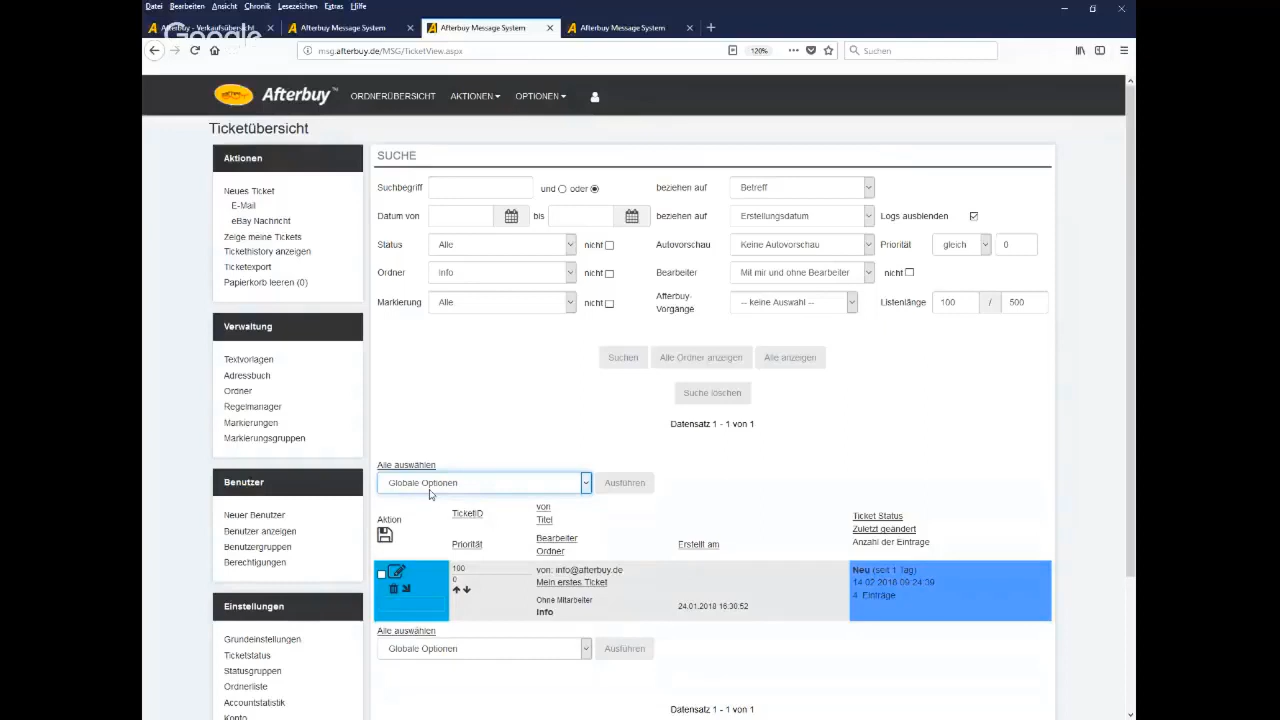 Datei Bearbeiten Ansicht Chronik Lesezeichen Extras Hilfe
Afterbuy - Verkaufsübersicht
Afterbuy Message System
Afterbuy Message System
Afterbuy Message System
Google
msg.afterbuy.de/MSG/TicketView.aspx
120%
Suchen
Afterbuy™
ORDNERÜBERSICHT AKTIONEN OPTIONEN
Ticketübersicht
Aktionen
Neues Ticket
E-Mail
eBay Nachricht
Zeige meine Tickets
Tickethistory anzeigen
Ticketexport
Papierkorb leeren (0)
Verwaltung
Textvorlagen
Adressbuch
Ordner
Regelmanager
Markierungen
Markierungsgruppen
Benutzer
Neuer Benutzer
Benutzer anzeigen
Benutzergruppen
Berechtigungen
Einstellungen
Grundeinstellungen
Ticketstatus
Statusgruppen
Ordnerliste
Accountstatistik
Konto
SUCHE
Suchbegriff und oder beziehen auf Betreff
Datum von bis beziehen auf Erstellungsdatum Logs ausblenden
Status Alle nicht Autovorschau Keine Autovorschau Priorität gleich 0
Ordner Info nicht Bearbeiter Mit mir und ohne Bearbeiter nicht
Markierung Alle nicht Afterbuy-Vorgänge -- keine Auswahl -- Listenlänge 100 / 500
Suchen Alle Ordner anzeigen Alle anzeigen
Suche löschen
Datensatz 1 - 1 von 1
Alle auswählen
Globale Optionen Ausführen
Aktion
TicketID
Priorität
von
Titel
Bearbeiter
Ordner
Erstellt am
Ticket Status
Zuletzt geändert
Anzahl der Einträge
100
0
von: info@afterbuy.de
Mein erstes Ticket
Ohne Mitarbeiter
Info
24.01.2018 16:30:52
Neu (seit 1 Tag)
14.02.2018 09:24:39
4 Einträge
Alle auswählen
Globale Optionen Ausführen
Datensatz 1 - 1 von 1